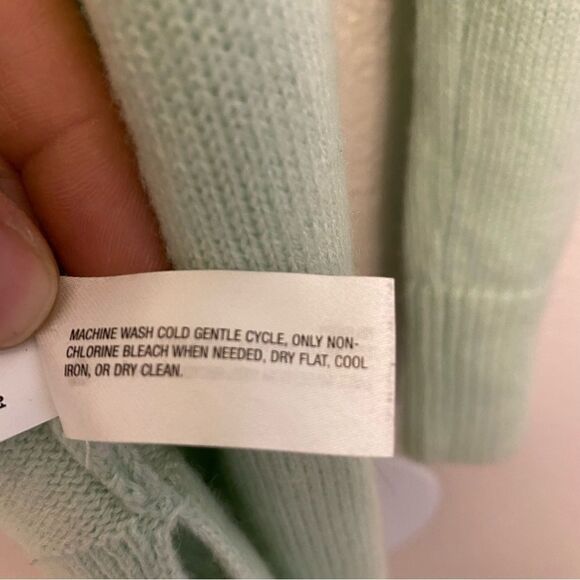 MACHINE WASH COLD GENTLE CYCLE, ONLY NON-
CHLORINE BLEACH WHEN NEEDED, DRY FLAT, COOL
IRON, OR DRY CLEAN.